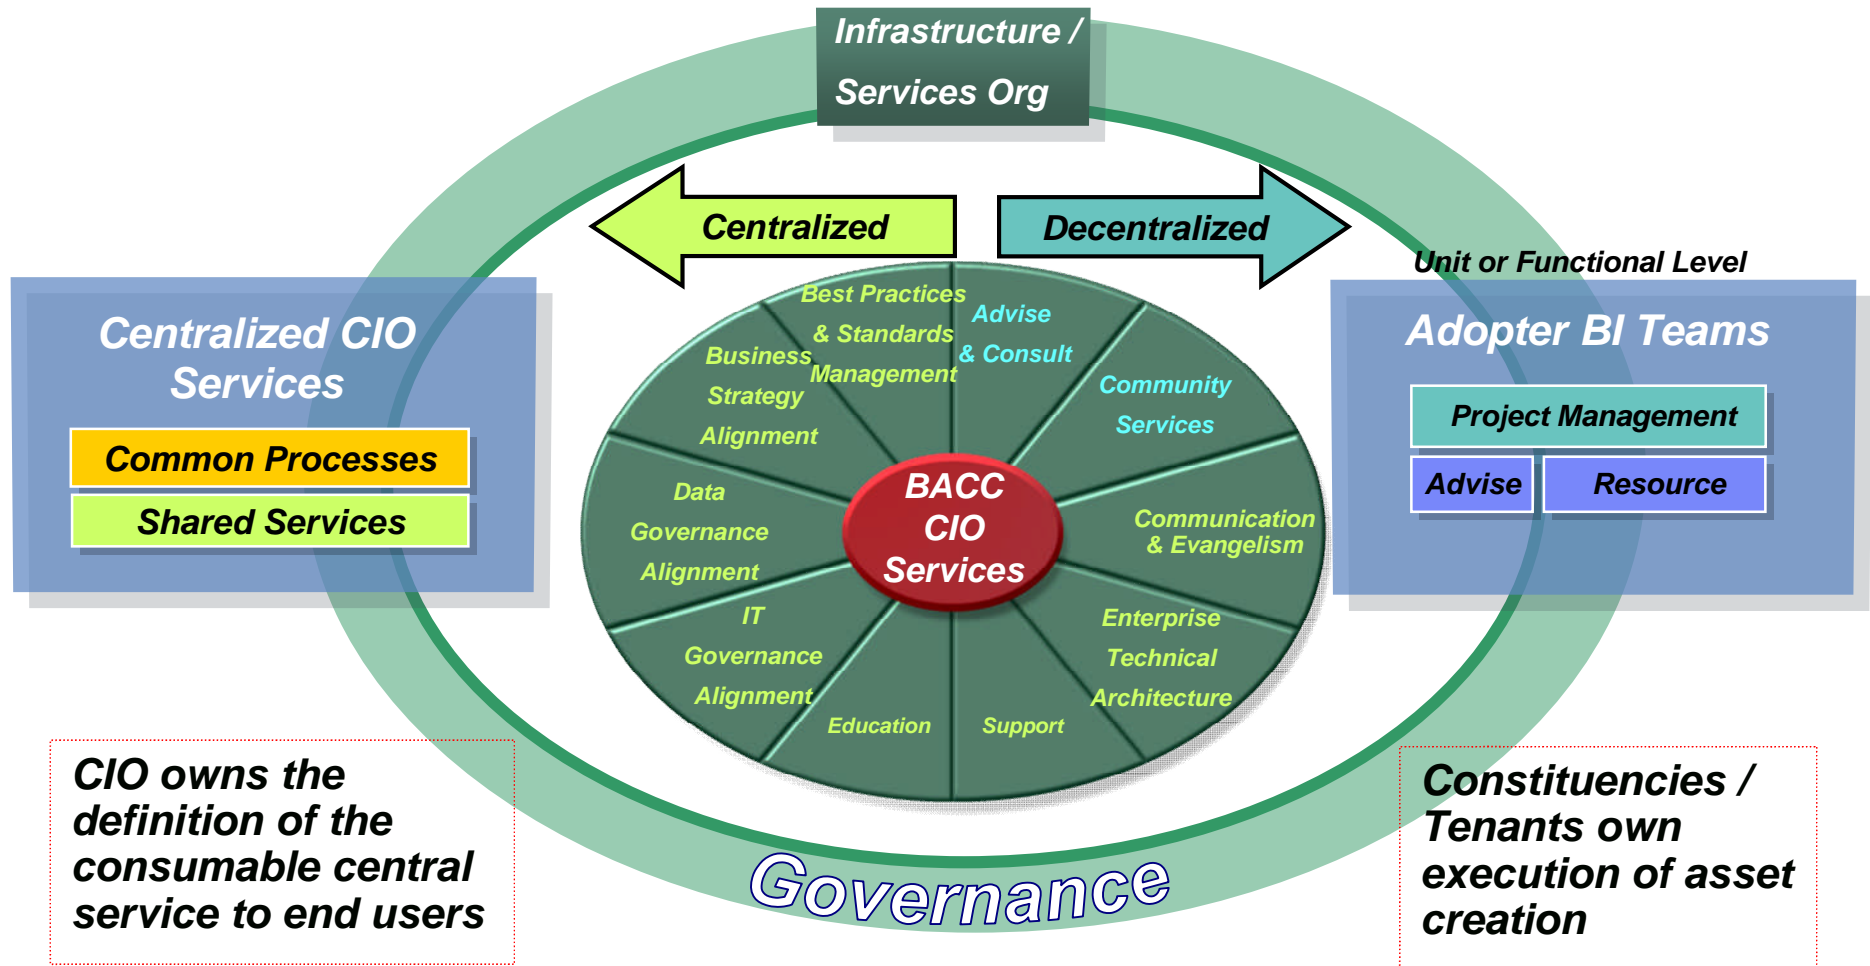 Infrastructure /
Services Org
Centralized
Decentralized
Unit or Functional Level
Centralized CIO
Services
Common Processes
Shared Services
Adopter BI Teams
Project Management
Advise
Resource
Best Practices
& Standards
Management
Advise
& Consult
Business
Strategy
Alignment
Community
Services
Data
Governance
Alignment
BACC
CIO
Services
Communication
& Evangelism
IT
Governance
Alignment
Enterprise
Technical
Architecture
Education
Support
CIO owns the
definition of the
consumable central
service to end users
Governance
Constituencies /
Tenants own
execution of asset
creation